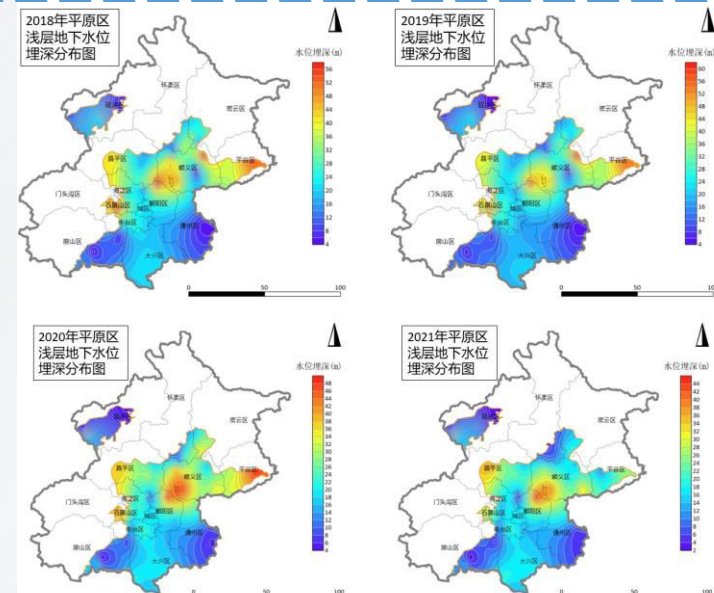 2018年平原区
浅层地下水位
埋深分布图
水位埋深(m)
56
52
48
44
40
36
32
28
24
20
16
12
8
4
怀柔区
密云区
昌平区
顺义区
平谷区
门头沟区
海淀区
石景山区
城区
朝阳区
丰台区
通州区
房山区
大兴区
0 50 100
2019年平原区
浅层地下水位
埋深分布图
水位埋深(m)
60
56
52
48
44
40
36
32
28
24
20
16
12
8
4
怀柔区
密云区
昌平区
顺义区
平谷区
门头沟区
海淀区
石景山区
城区
朝阳区
丰台区
通州区
房山区
大兴区
0 50
2020年平原区
浅层地下水位
埋深分布图
水位埋深(m)
48
46
44
42
40
38
36
34
32
30
28
26
24
22
20
18
16
14
12
10
8
6
4
怀柔区
密云区
昌平区
顺义区
平谷区
门头沟区
海淀区
石景山区
城区
朝阳区
丰台区
通州区
房山区
大兴区
0 50 100
2021年平原区
浅层地下水位
埋深分布图
水位埋深(m)
44
42
40
38
36
34
32
30
28
26
24
22
20
18
16
14
12
10
8
6
4
2
怀柔区
密云区
昌平区
顺义区
平谷区
门头沟区
海淀区
石景山区
城区
朝阳区
丰台区
通州区
房山区
大兴区
0 50